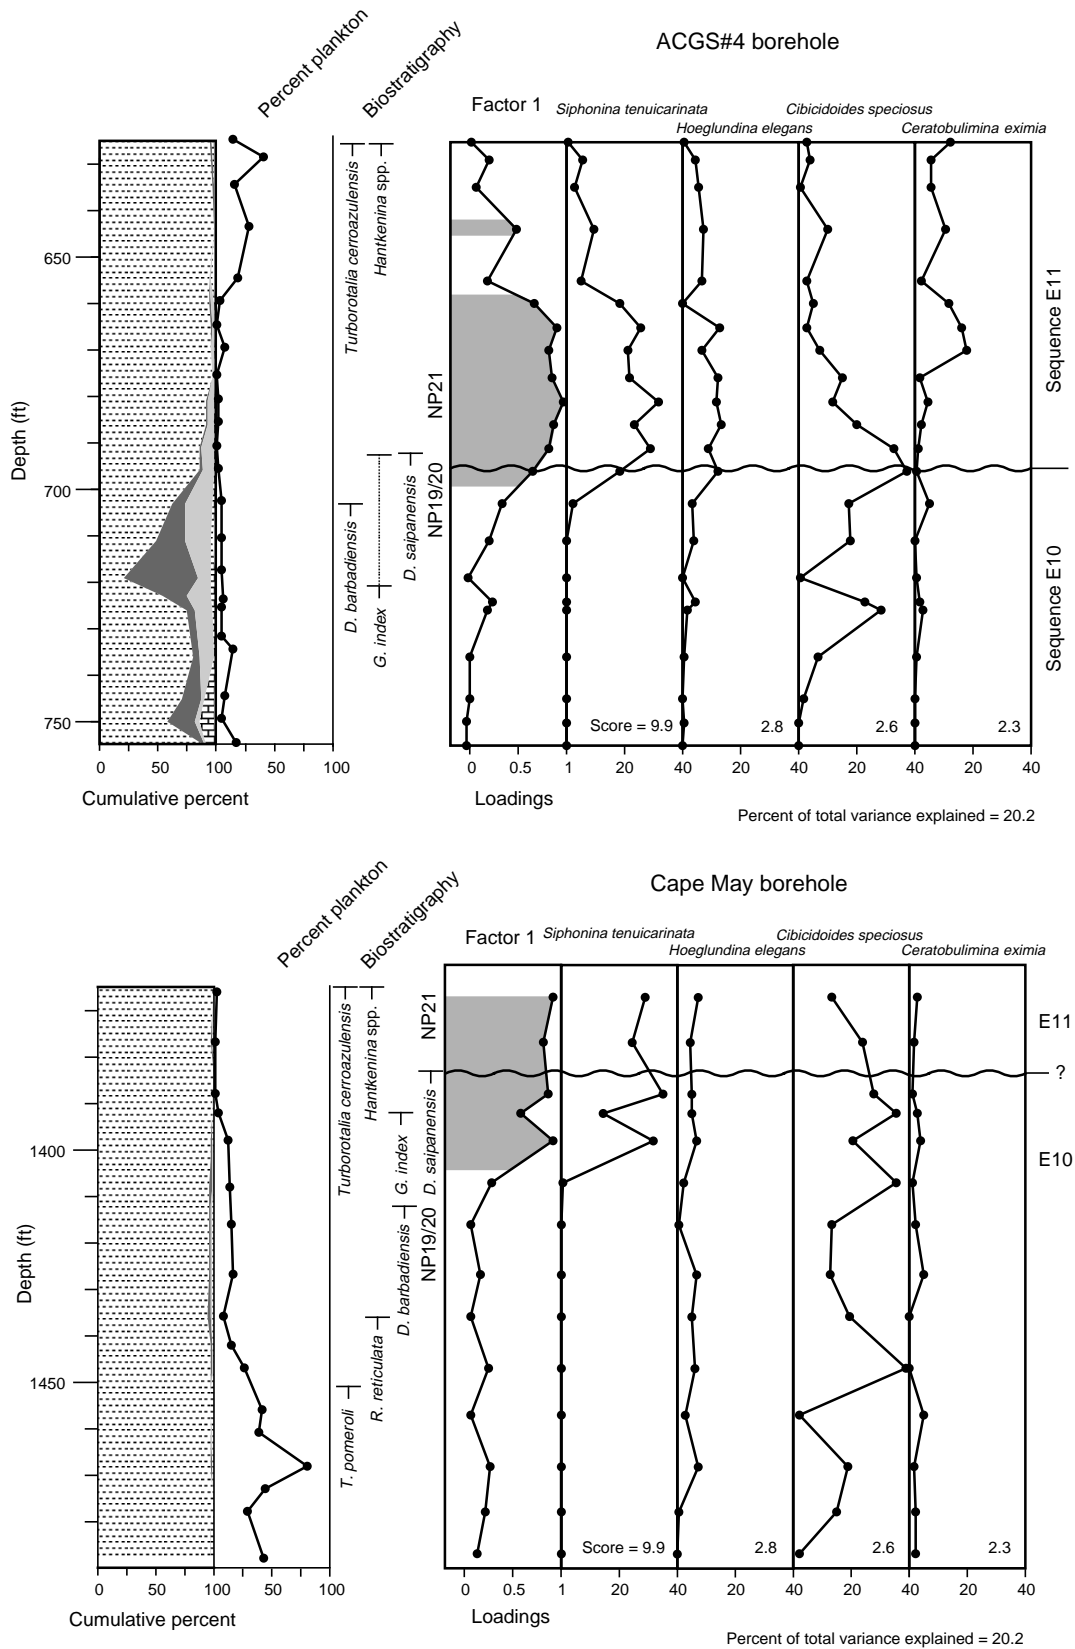 ACGS#4 borehole
Percent plankton
Biostratigraphy
Factor 1
Siphonina tenuicarinata
Hoeglundina elegans
Cibicidoides speciosus
Ceratobulimina eximia
Depth (ft)
650
700
750
Turborotalia cerroazulensis
Hantkenina spp.
D. barbadiensis
G. index
D. saipanensis
NP21
NP19/20
Sequence E11
Sequence E10
Score = 9.9
2.8
2.6
2.3
0 50 100 50 100
0 0.5 1 20 40 20 40 20 40 20 40
Cumulative percent
Loadings
Percent of total variance explained = 20.2
Cape May borehole
Percent plankton
Biostratigraphy
Factor 1
Siphonina tenuicarinata
Hoeglundina elegans
Cibicidoides speciosus
Ceratobulimina eximia
Depth (ft)
1400
1450
Turborotalia cerroazulensis
Hantkenina spp.
T. pomeroli
R. reticulata
D. barbadiensis
G. index
D. saipanensis
NP21
NP19/20
E11
?
E10
Score = 9.9
2.8
2.6
2.3
0 50 100 50 100
0 0.5 1 20 40 20 40 20 40 20 40
Cumulative percent
Loadings
Percent of total variance explained = 20.2